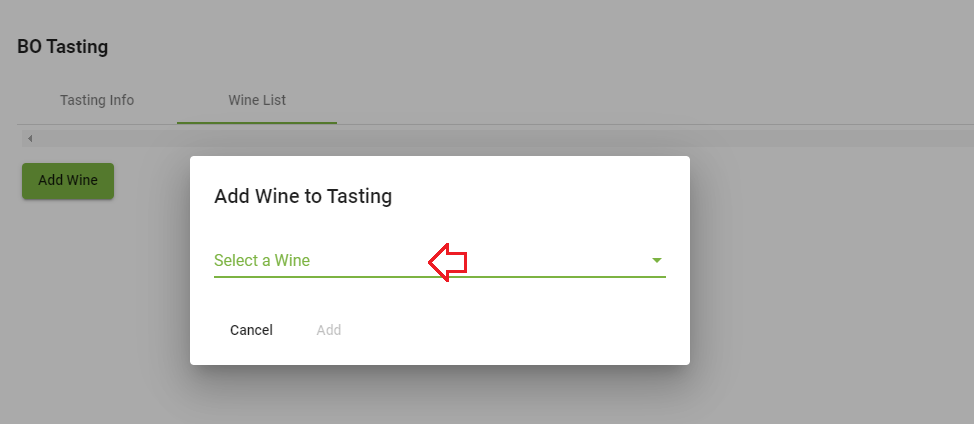 BO Tasting
Tasting Info
Wine List
Add Wine
Add Wine to Tasting
Select a Wine
Cancel
Add